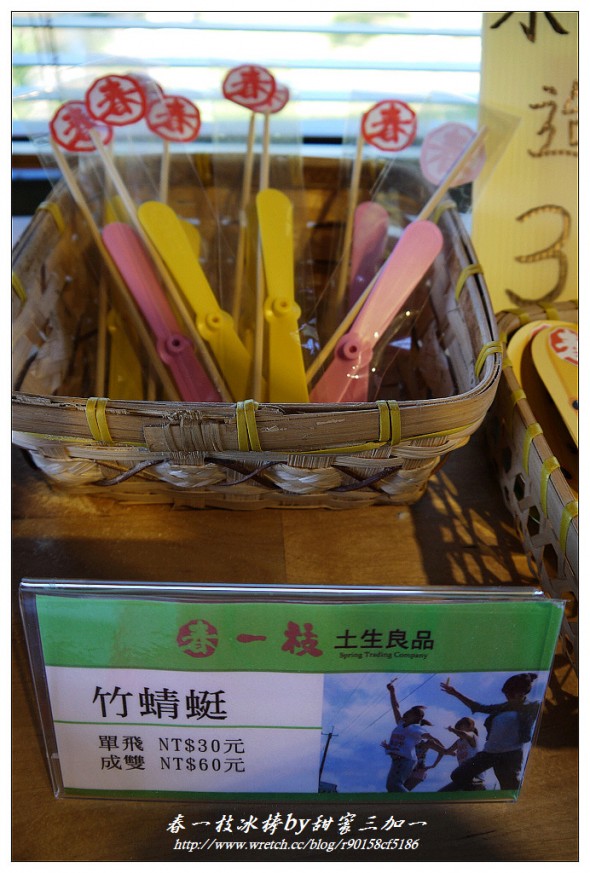 春 春 春 春 春
造
3
春一枝 土生良品
Spring Trading Company
竹蜻蜓
單飛 NT$30元
成雙 NT$60元
春一枝冰棒by甜蜜三加一
http://www.wretch.cc/blog/r90158cf5186